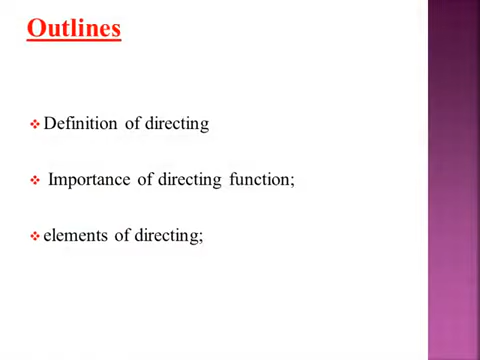 Outlines
Definition of directing
Importance of directing function;
elements of directing;